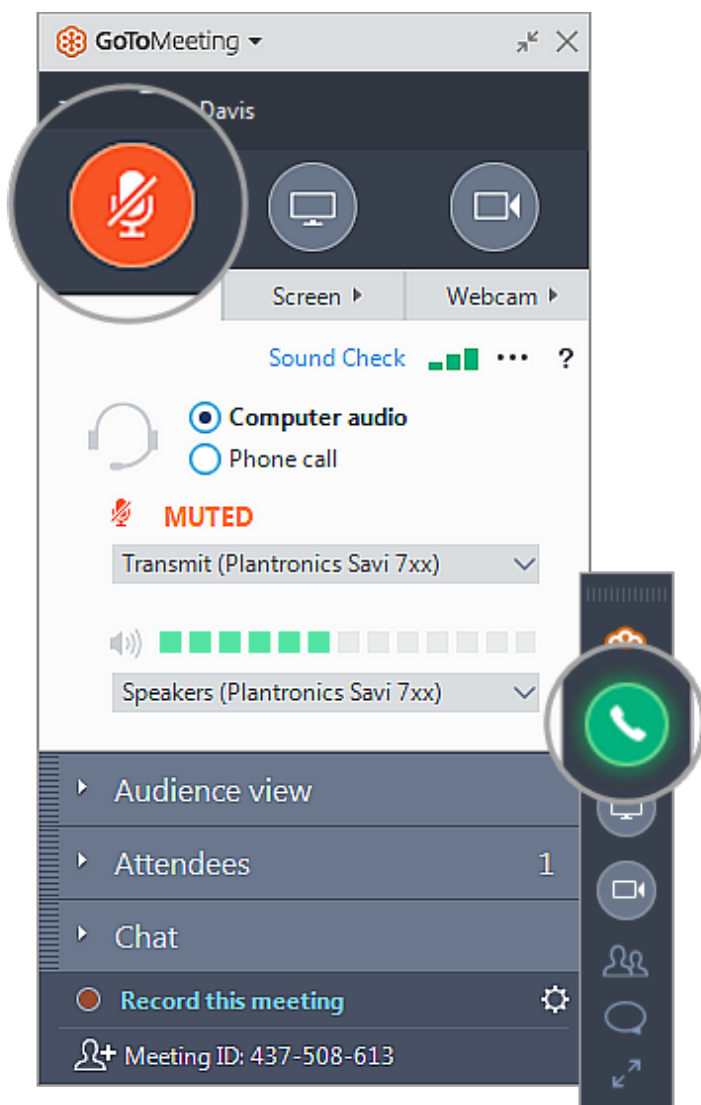 GoToMeeting
Davis
Screen
Webcam
Sound Check ... ?
Computer audio
Phone call
MUTED
Transmit (Plantronics Savi 7xx)
Speakers (Plantronics Savi 7xx)
Audience view
Attendees 1
Chat
Record this meeting
Meeting ID: 437-508-613